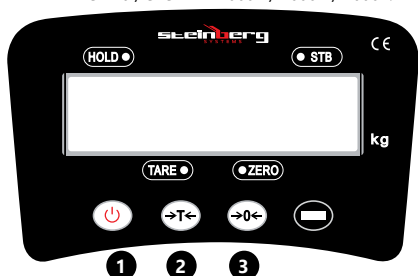 steinberg
SYSTEMS
CE
HOLD
STB
kg
TARE
ZERO
→T←
→0←
1 2 3